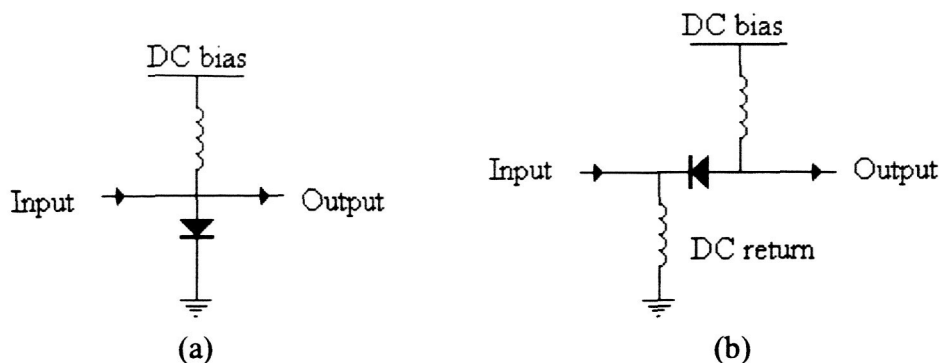 DC bias
Input
Output
(a)
DC bias
Input
Output
DC return
(b)